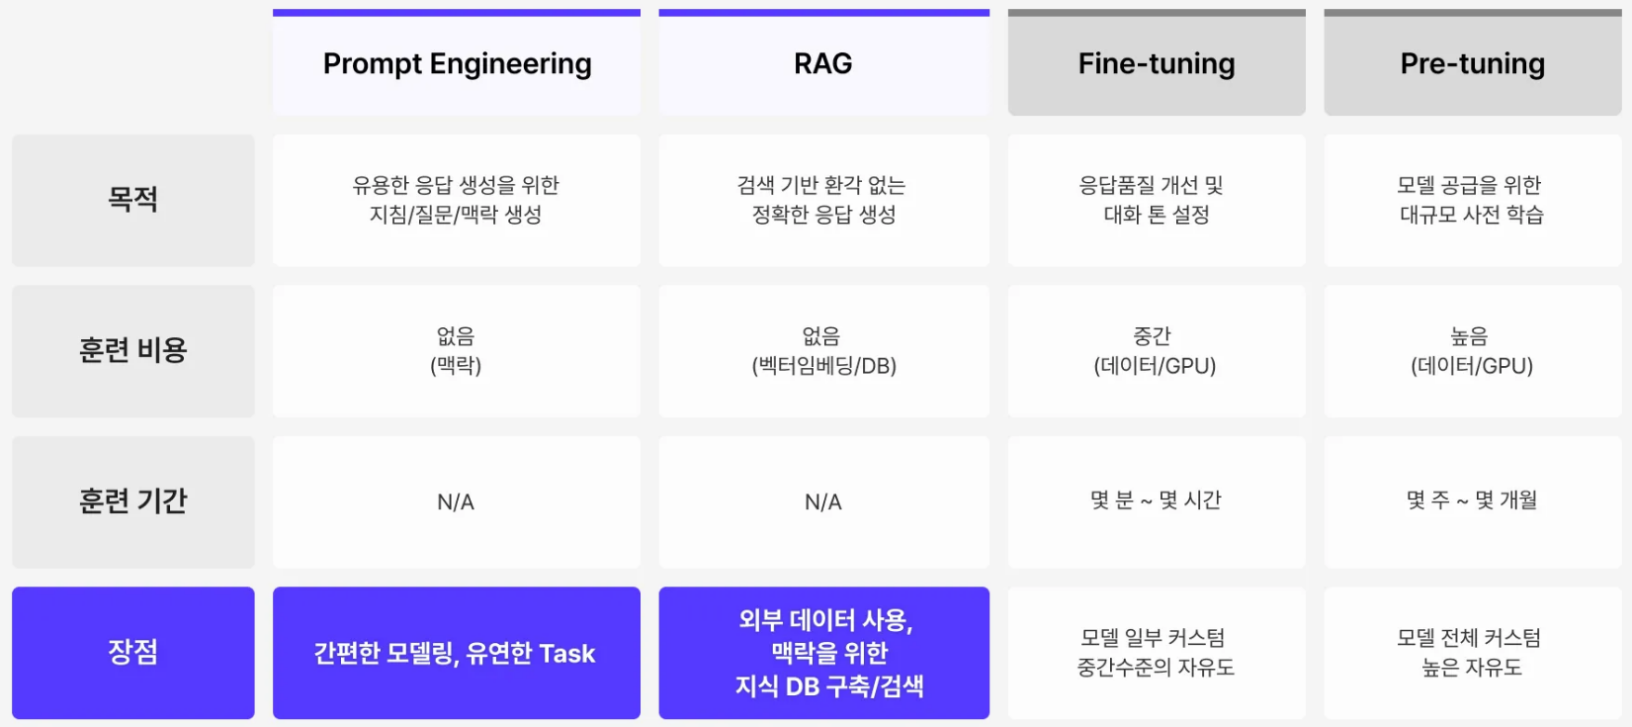 Prompt Engineering
RAG
Fine-tuning
Pre-tuning
목적
유용한 응답 생성을 위한
지침/질문/맥락 생성
검색 기반 환각 없는
정확한 응답 생성
응답품질 개선 및
대화 톤 설정
모델 공급을 위한
대규모 사전 학습
훈련 비용
없음
(맥락)
없음
(벡터임베딩/DB)
중간
(데이터/GPU)
높음
(데이터/GPU)
훈련 기간
N/A
N/A
몇 분 ~ 몇 시간
몇 주 ~ 몇 개월
장점
간편한 모델링, 유연한 Task
외부 데이터 사용,
맥락을 위한
지식 DB 구축/검색
모델 일부 커스텀
중간수준의 자유도
모델 전체 커스텀
높은 자유도